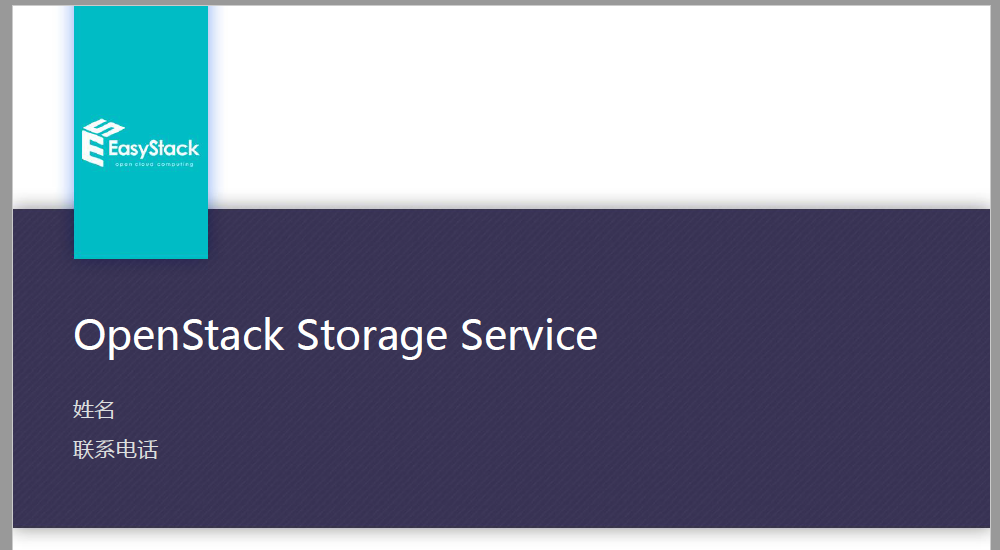 EasyStack
open cloud computing
OpenStack Storage Service
姓名
联系电话